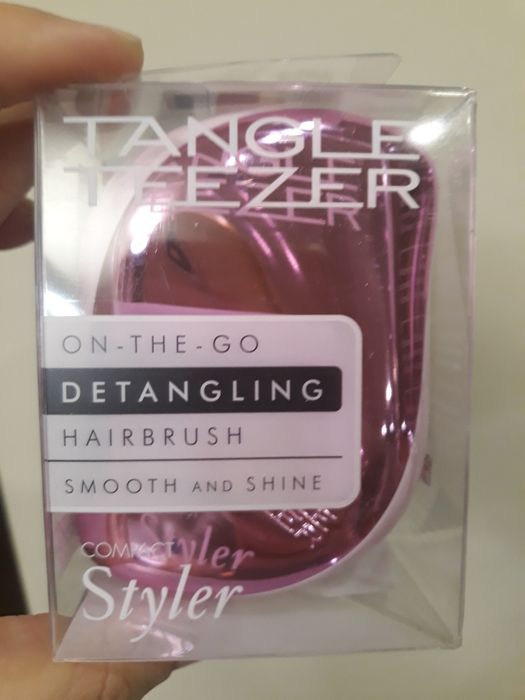 TANGLE
TEEZER
ON-THE-GO
DETANGLING
HAIRBRUSH
SMOOTH AND SHINE
COMPACT
Styler